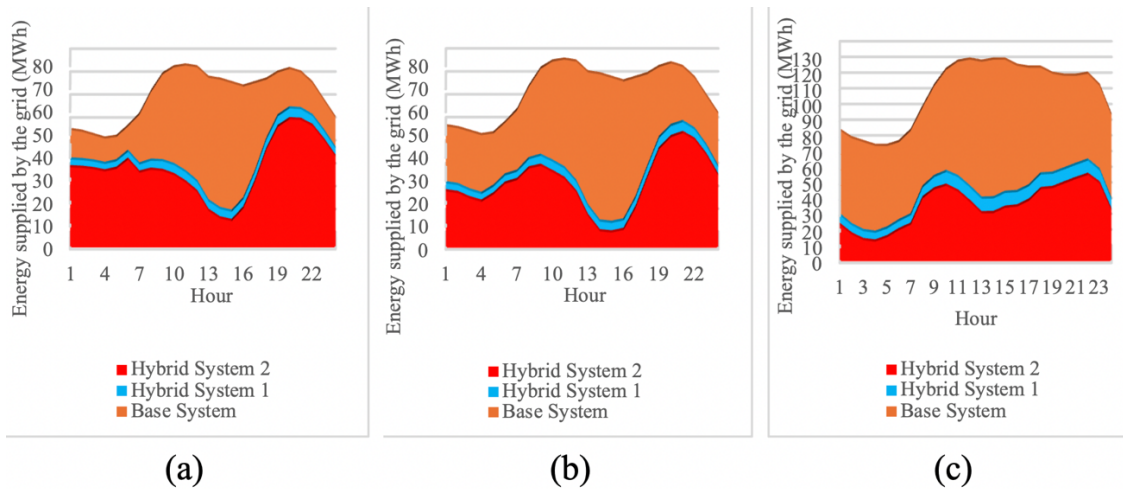 Energy supplied by the grid (MWh)
80
70
60
50
40
30
20
10
0
1 4 7 10 13 16 19 22
Hour
Hybrid System 2
Hybrid System 1
Base System
(a)
Energy supplied by the grid (MWh)
80
70
60
50
40
30
20
10
0
1 4 7 10 13 16 19 22
Hour
Hybrid System 2
Hybrid System 1
Base System
(b)
Energy supplied by the grid (MWh)
130
120
110
100
90
80
70
60
50
40
30
20
10
0
1 3 5 7 9 11 13 15 17 19 21 23
Hour
Hybrid System 2
Hybrid System 1
Base System
(c)